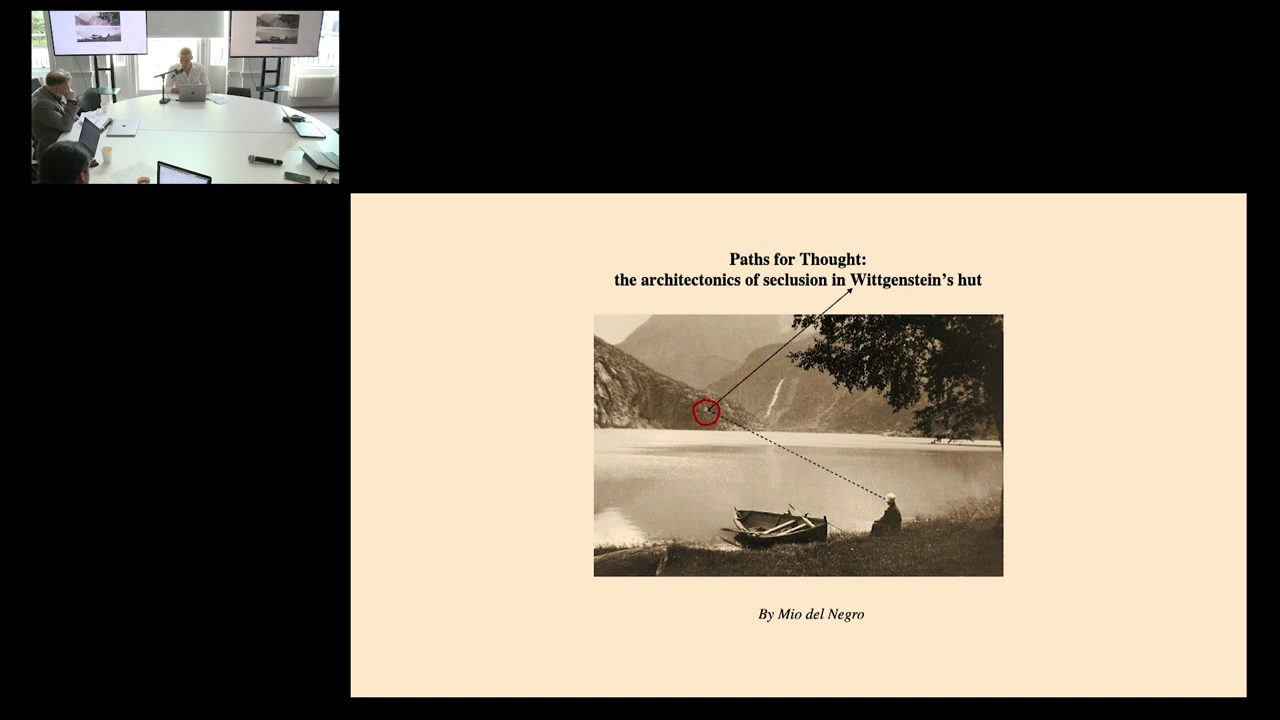 Paths for Thought:
the architectonics of seclusion in Wittgenstein's hut
By Mio del Negro